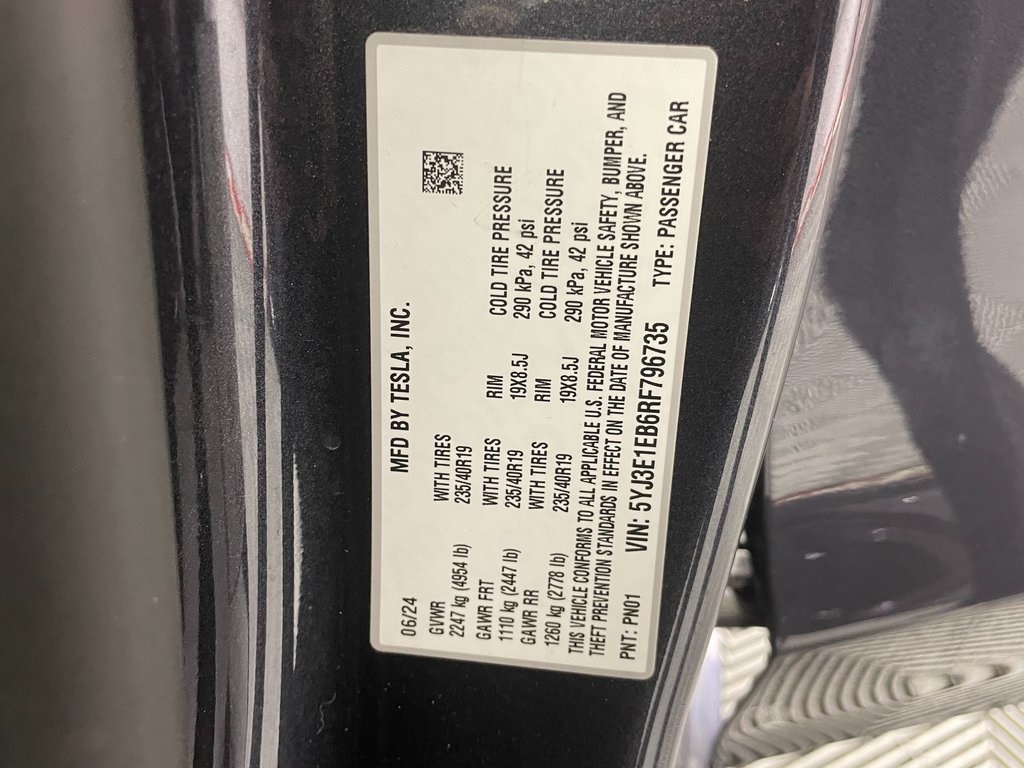 MFD BY TESLA, INC.
06/24
GVWR WITH TIRES
2247 kg (4954 lb) 235/40R19
GAWR FRT WITH TIRES RIM COLD TIRE PRESSURE
1110 kg (2447 lb) 235/40R19 19X8.5J 290 kPa, 42 psi
GAWR RR WITH TIRES RIM COLD TIRE PRESSURE
1260 kg (2778 lb) 235/40R19 19X8.5J 290 kPa, 42 psi
THIS VEHICLE CONFORMS TO ALL APPLICABLE U.S. FEDERAL MOTOR VEHICLE SAFETY, BUMPER, AND
THEFT PREVENTION STANDARDS IN EFFECT ON THE DATE OF MANUFACTURE SHOWN ABOVE.
PNT: PN01 VIN: 5YJ3E1EB6RF796735 TYPE: PASSENGER CAR